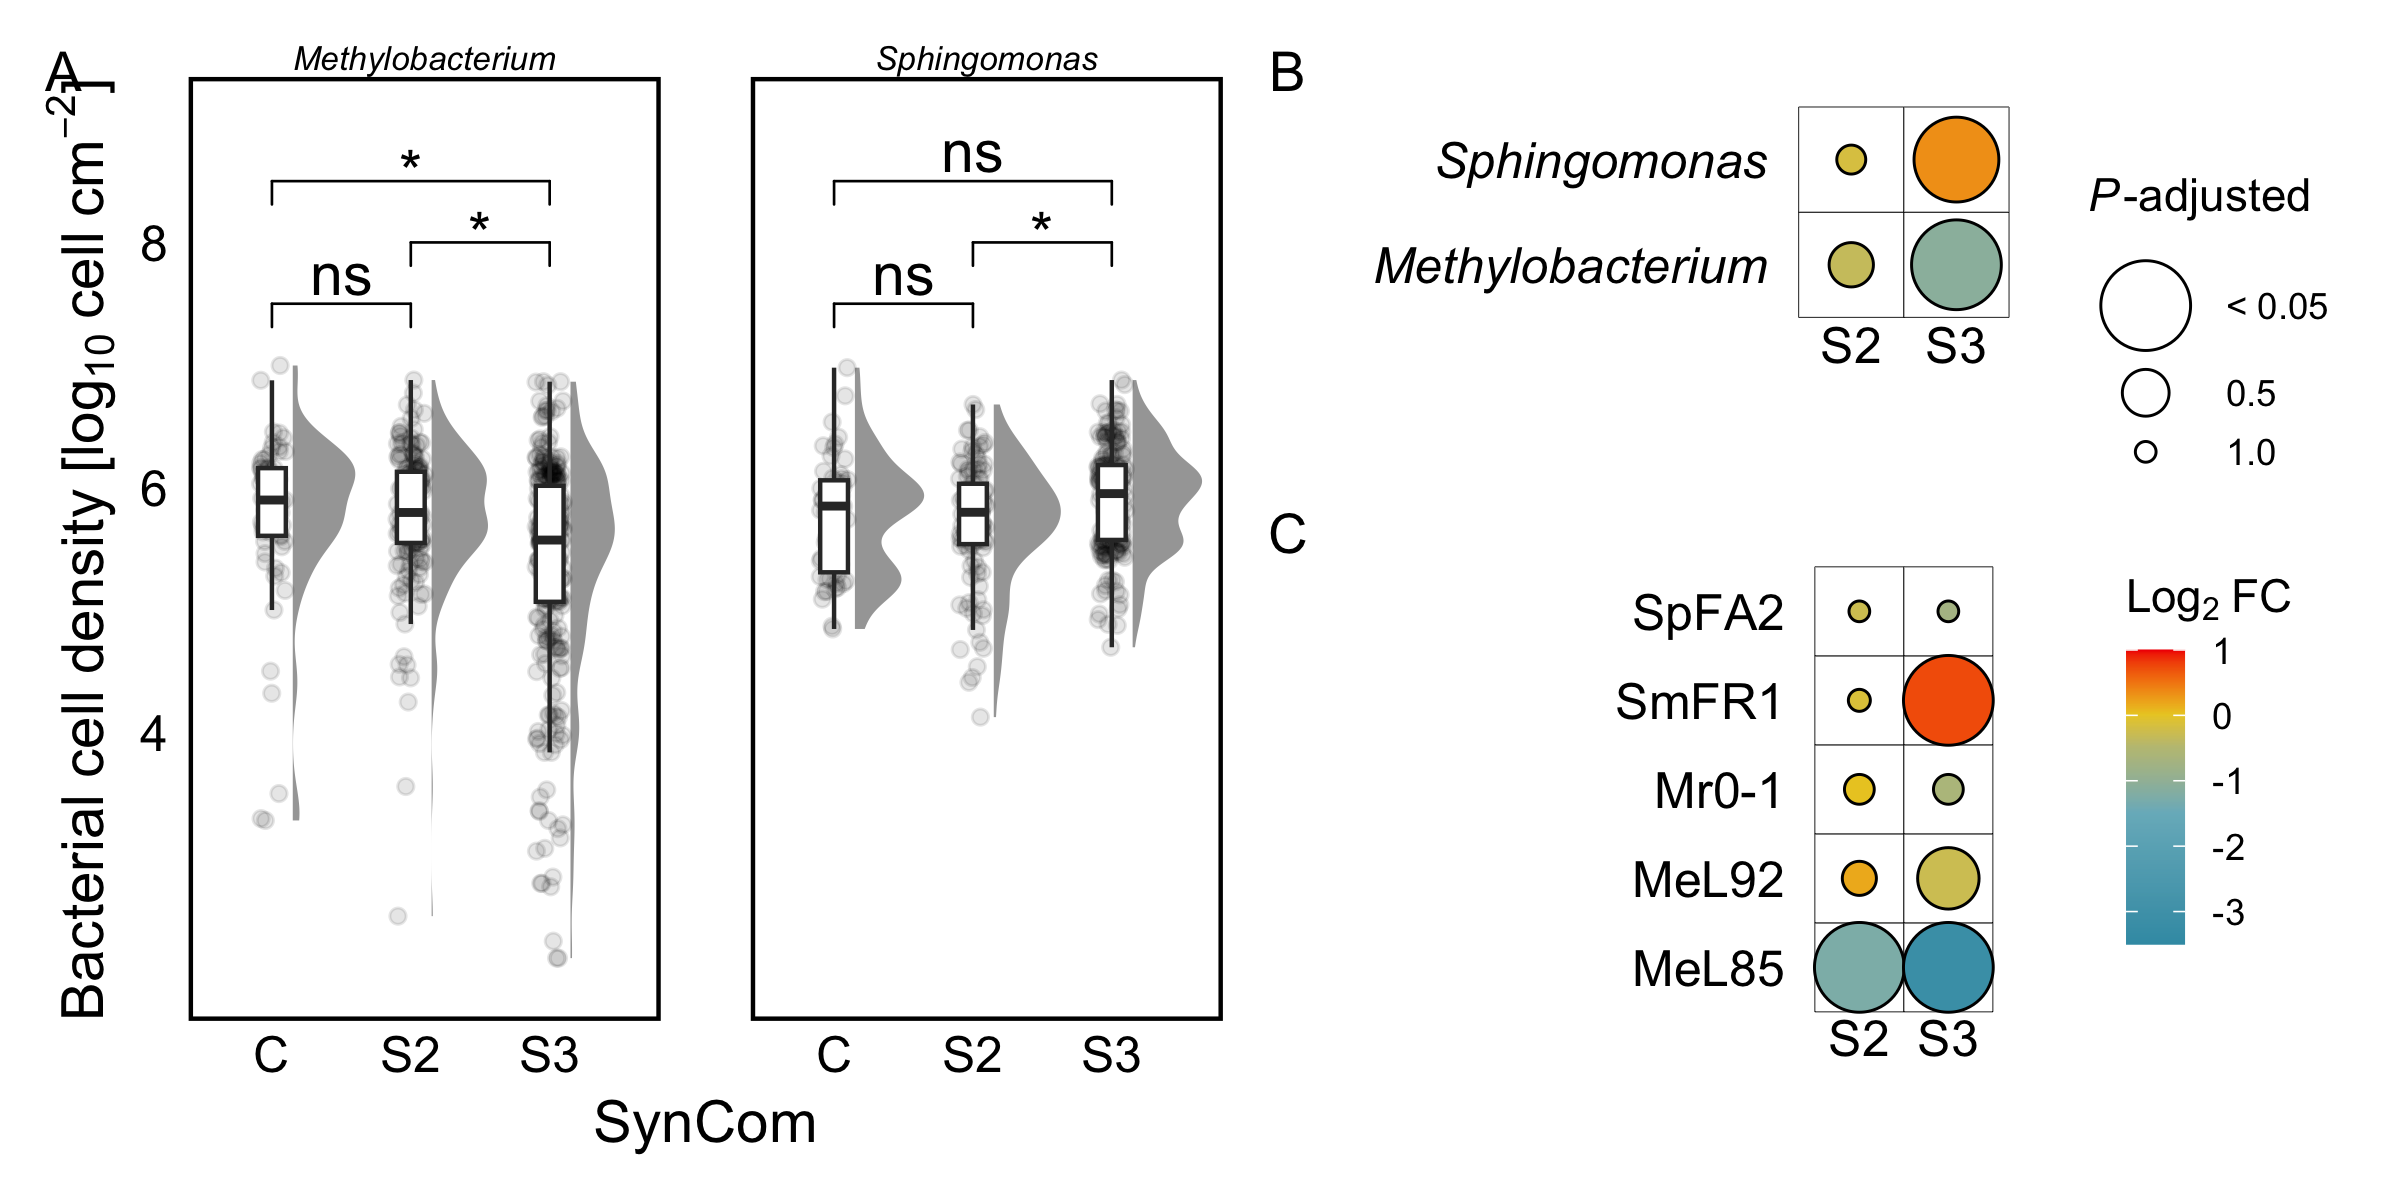 A
Methylobacterium
Sphingomonas
Bacterial cell density [log₁₀ cell cm⁻²]
8
6
4
*
*
ns
ns
*
ns
C S2 S3
C S2 S3
SynCom
B
Sphingomonas
Methylobacterium
S2 S3
P-adjusted
< 0.05
0.5
1.0
C
SpFA2
SmFR1
Mr0-1
MeL92
MeL85
S2 S3
Log₂ FC
1
0
-1
-2
-3